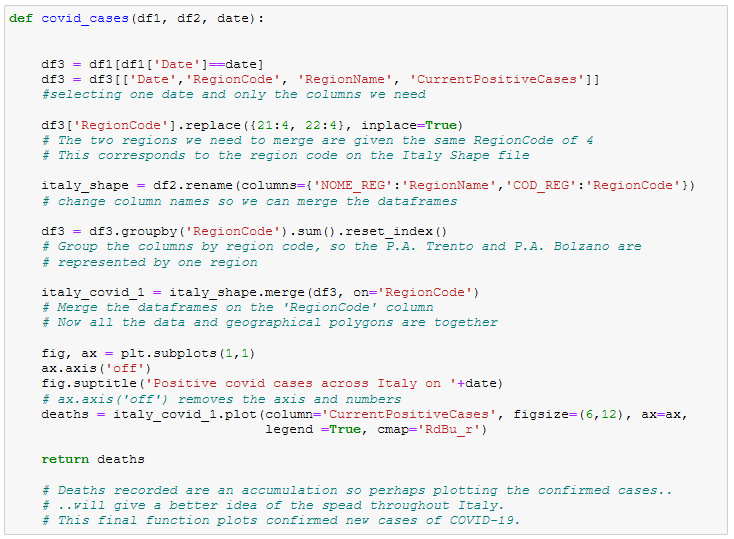 def covid_cases(df1, df2, date):
df3 = df1[df1['Date']==date]
df3 = df3[['Date','RegionCode', 'RegionName', 'CurrentPositiveCases']]
#selecting one date and only the columns we need
df3['RegionCode'].replace({21:4, 22:4}, inplace=True)
# The two regions we need to merge are given the same RegionCode of 4
# This corresponds to the region code on the Italy Shape file
italy_shape = df2.rename(columns={'NOME_REG':'RegionName','COD_REG':'RegionCode'})
# change column names so we can merge the dataframes
df3 = df3.groupby('RegionCode').sum().reset_index()
# Group the columns by region code, so the P.A. Trento and P.A. Bolzano are
# represented by one region
italy_covid_1 = italy_shape.merge(df3, on='RegionCode')
# Merge the dataframes on the 'RegionCode' column
# Now all the data and geographical polygons are together
fig, ax = plt.subplots(1,1)
ax.axis('off')
fig.suptitle('Positive covid cases across Italy on '+date)
# ax.axis('off') removes the axis and numbers
deaths = italy_covid_1.plot(column='CurrentPositiveCases', figsize=(6,12), ax=ax,
legend =True, cmap='RdBu_r')
return deaths
# Deaths recorded are an accumulation so perhaps plotting the confirmed cases..
# ..will give a better idea of the spead throughout Italy.
# This final function plots confirmed new cases of COVID-19.